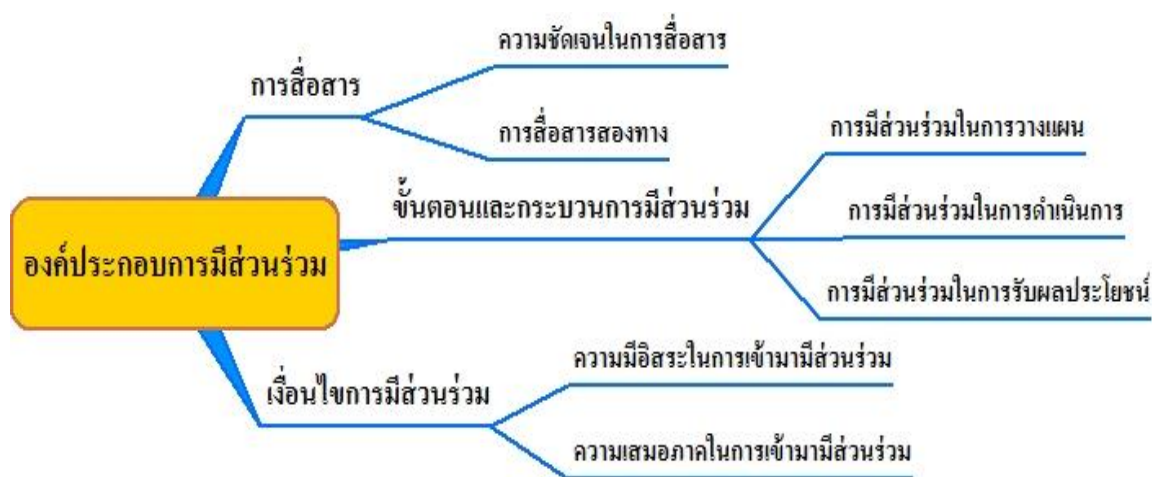 องค์ประกอบการมีส่วนร่วม
การสื่อสาร
ความชัดเจนในการสื่อสาร
การสื่อสารสองทาง
ขั้นตอนและกระบวนการมีส่วนร่วม
การมีส่วนร่วมในการวางแผน
การมีส่วนร่วมในการดำเนินการ
การมีส่วนร่วมในการรับผลประโยชน์
เงื่อนไขการมีส่วนร่วม
ความมีอิสระในการเข้ามามีส่วนร่วม
ความเสมอภาคในการเข้ามามีส่วนร่วม